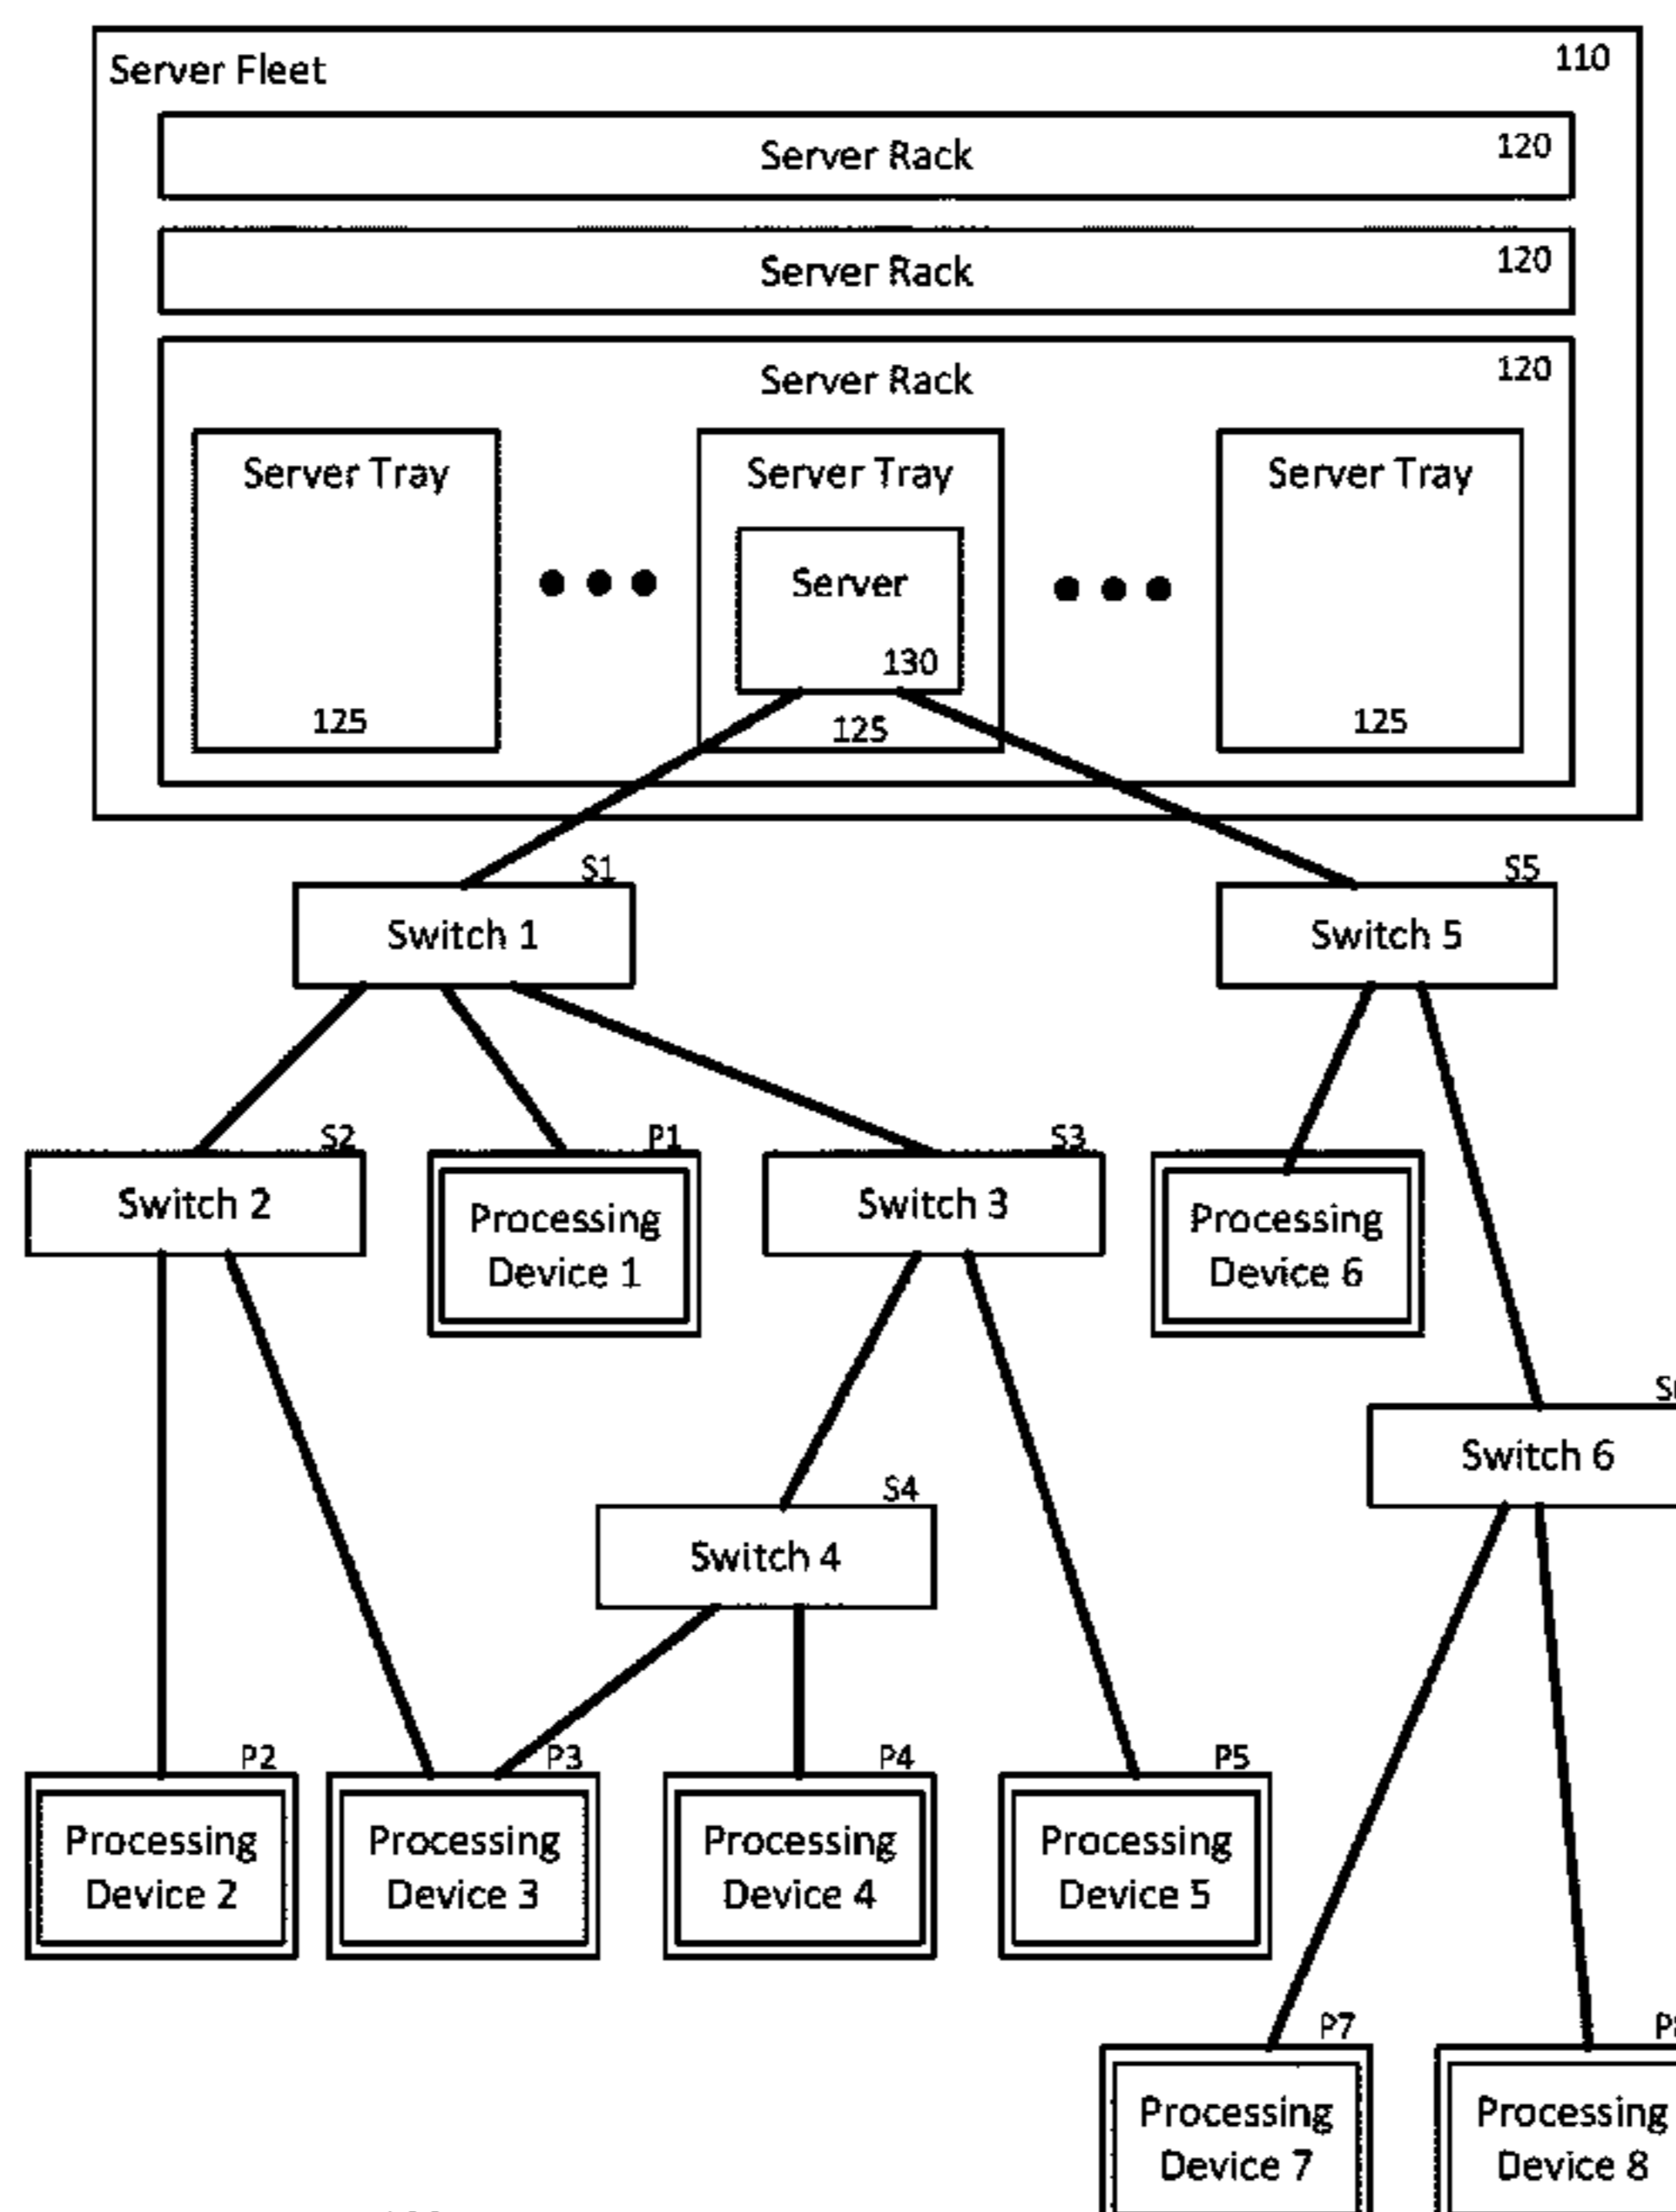 Server Fleet
110
Server Rack
120
Server Rack
120
Server Rack
120
Server Tray
Server Tray
Server Tray
Server
130
125
125
125
S1
S5
Switch 1
Switch 5
S2
P1
S3
Switch 2
Processing
Device 1
Switch 3
Processing
Device 6
Switch 6
S4
Switch 4
P2
P3
P4
P5
Processing
Device 2
Processing
Device 3
Processing
Device 4
Processing
Device 5
P7
Processing
Device 7
Processing
Device 8